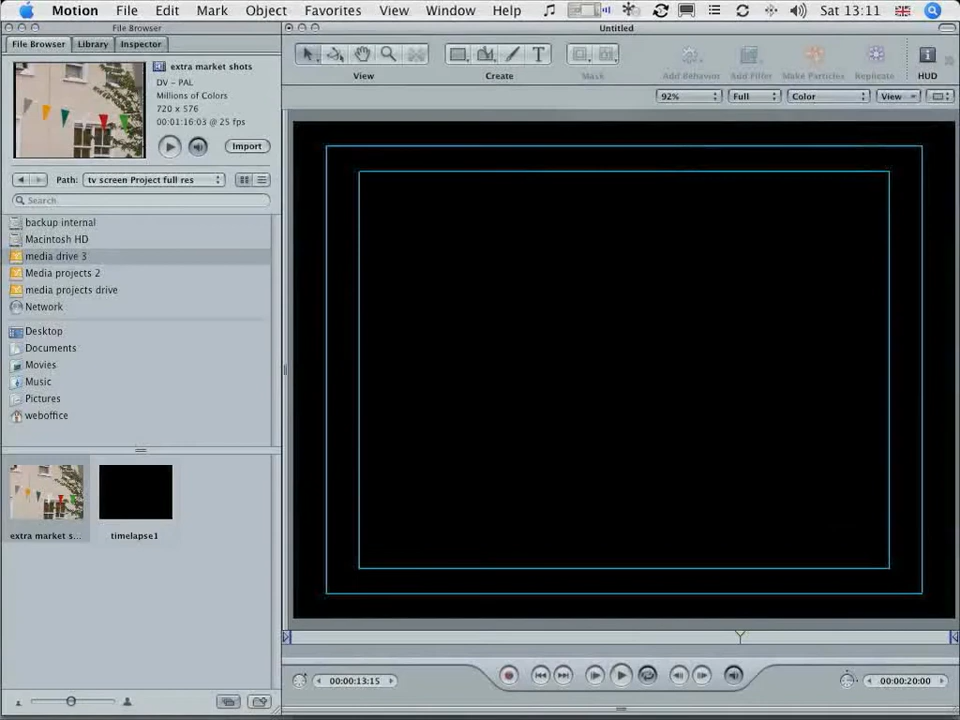 Motion File Edit Mark Object Favorites View Window Help Sat 13:11
File Browser
Untitled
File Browser Library Inspector
extra market shots
DV - PAL
Millions of Colors
720 x 576
00:01:16:03 @ 25 fps
Import
View Create Mask Add Behavior Add Filter Make Particles Replicate HUD
92% Full Color View
Path: tv screen Project full res
Search
backup internal
Macintosh HD
media drive 3
Media projects 2
media projects drive
Network
Desktop
Documents
Movies
Music
Pictures
weboffice
extra market s... timelapse1
00:00:13:15 00:00:20:00